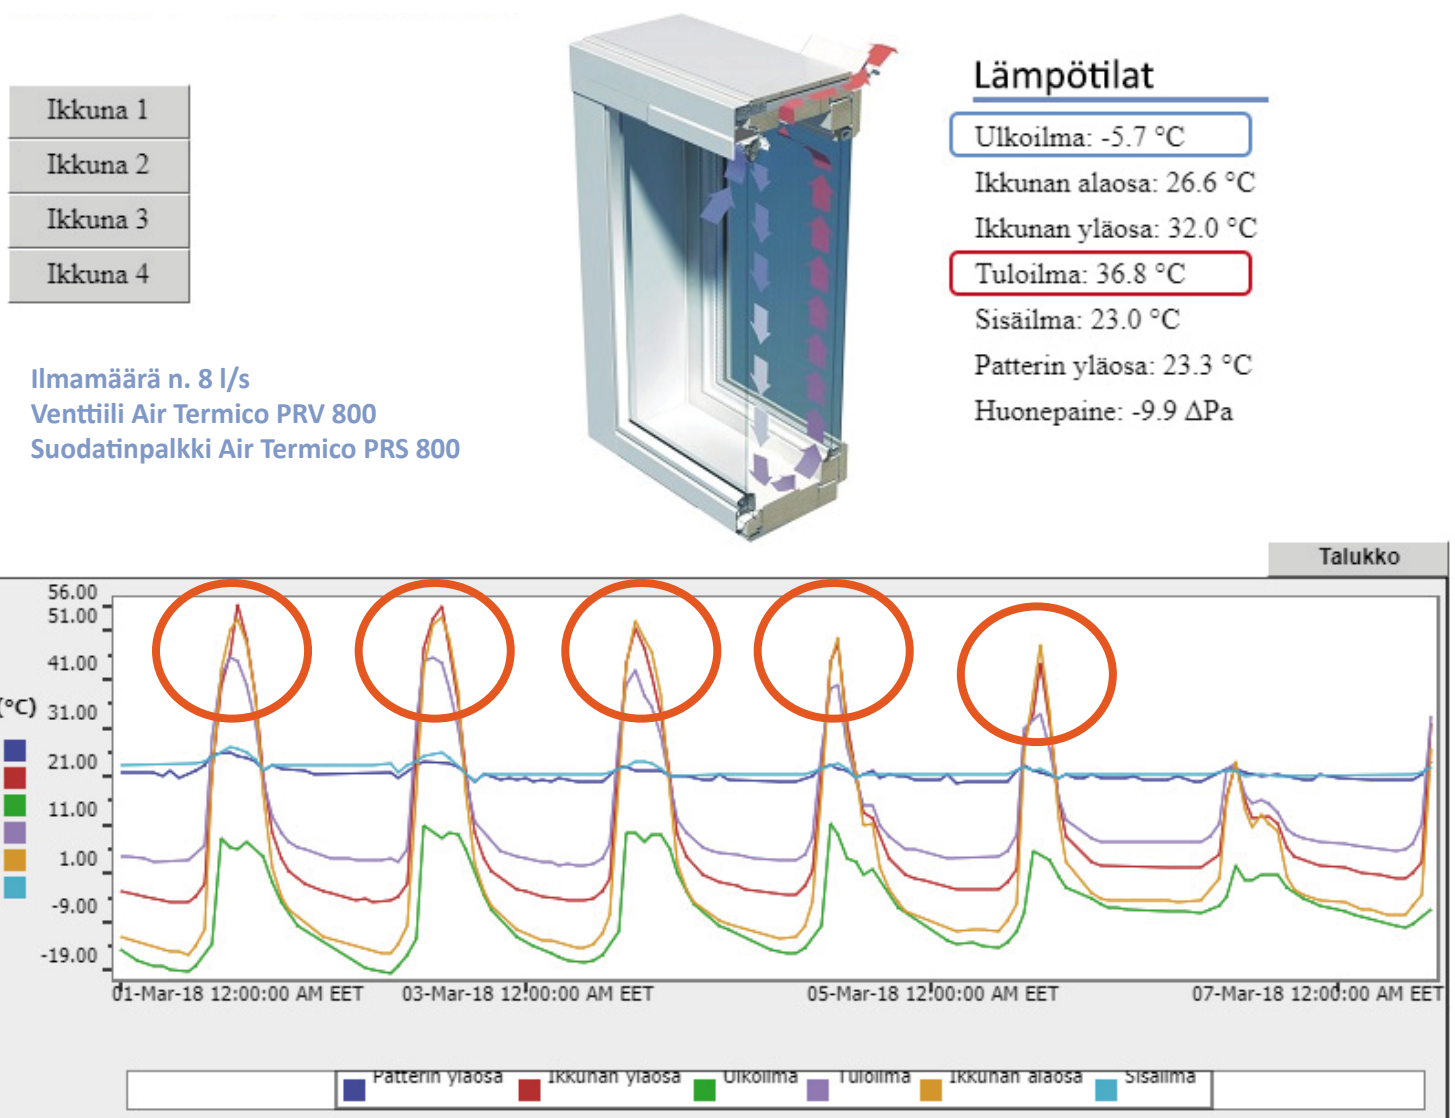 Ikkuna 1
Ikkuna 2
Ikkuna 3
Ikkuna 4
Ilmamäärä n. 8 l/s
Venttiili Air Termico PRV 800
Suodatinpalkki Air Termico PRS 800
Lämpötilat
Ulkoilma: -5.7 °C
Ikkunan alaosa: 26.6 °C
Ikkunan yläosa: 32.0 °C
Tuloilma: 36.8 °C
Sisäilma: 23.0 °C
Patterin yläosa: 23.3 °C
Huonepaine: -9.9 ΔPa
Talukko
56.00
51.00
41.00
(°C)
31.00
21.00
11.00
1.00
-9.00
-19.00
01-Mar-18 12:00:00 AM EET
03-Mar-18 12:00:00 AM EET
05-Mar-18 12:00:00 AM EET
07-Mar-18 12:00:00 AM EET
Patterin yläosa
Ikkunan yläosa
Ulkoilma
Tuloilma
Ikkunan alaosa
Sisäilma